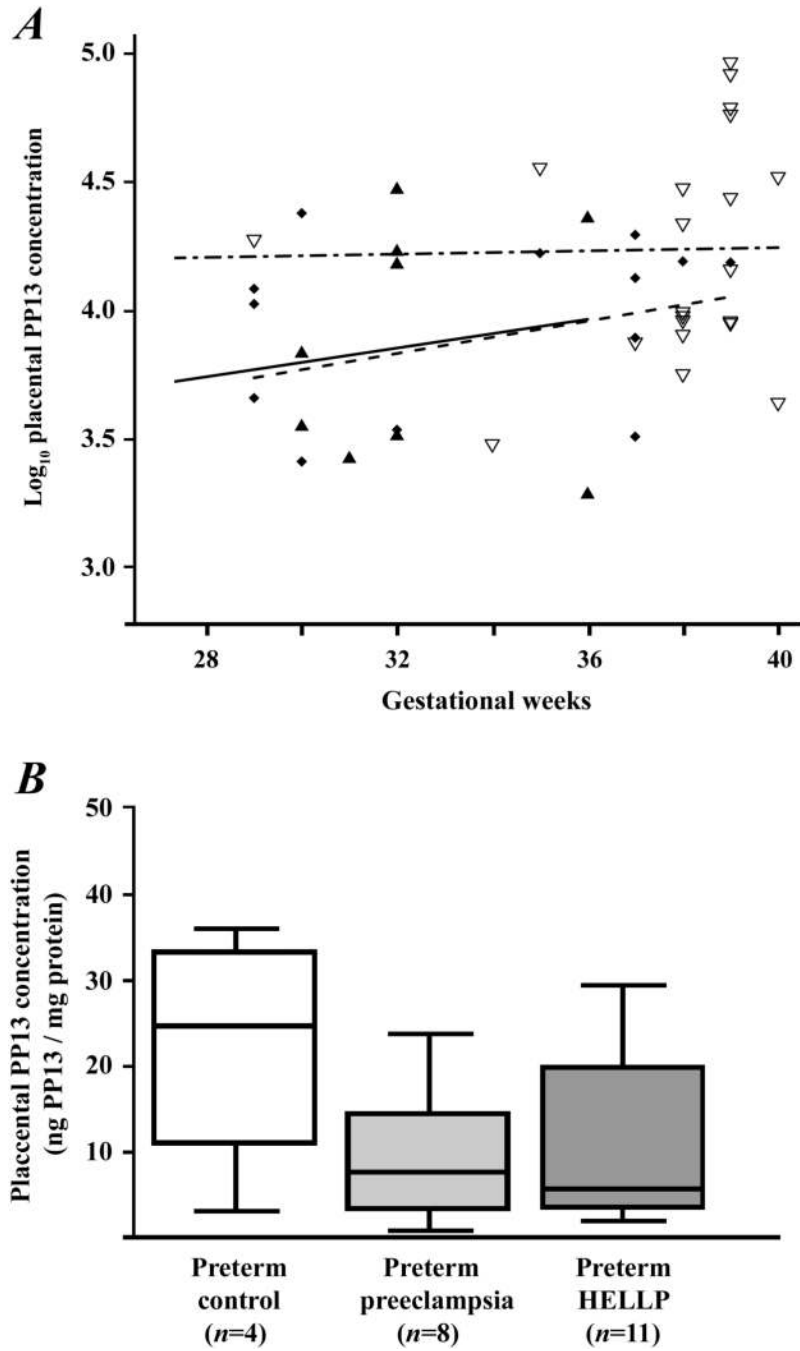 A
5.0
4.5
4.0
3.5
3.0
Log10 placental PP13 concentration
28
32
36
40
Gestational weeks
B
50
40
30
20
10
Placcental PP13 concentration
(ng PP13 / mg protein)
Preterm
control
(n=4)
Preterm
preeclampsia
(n=8)
Preterm
HELLP
(n=11)